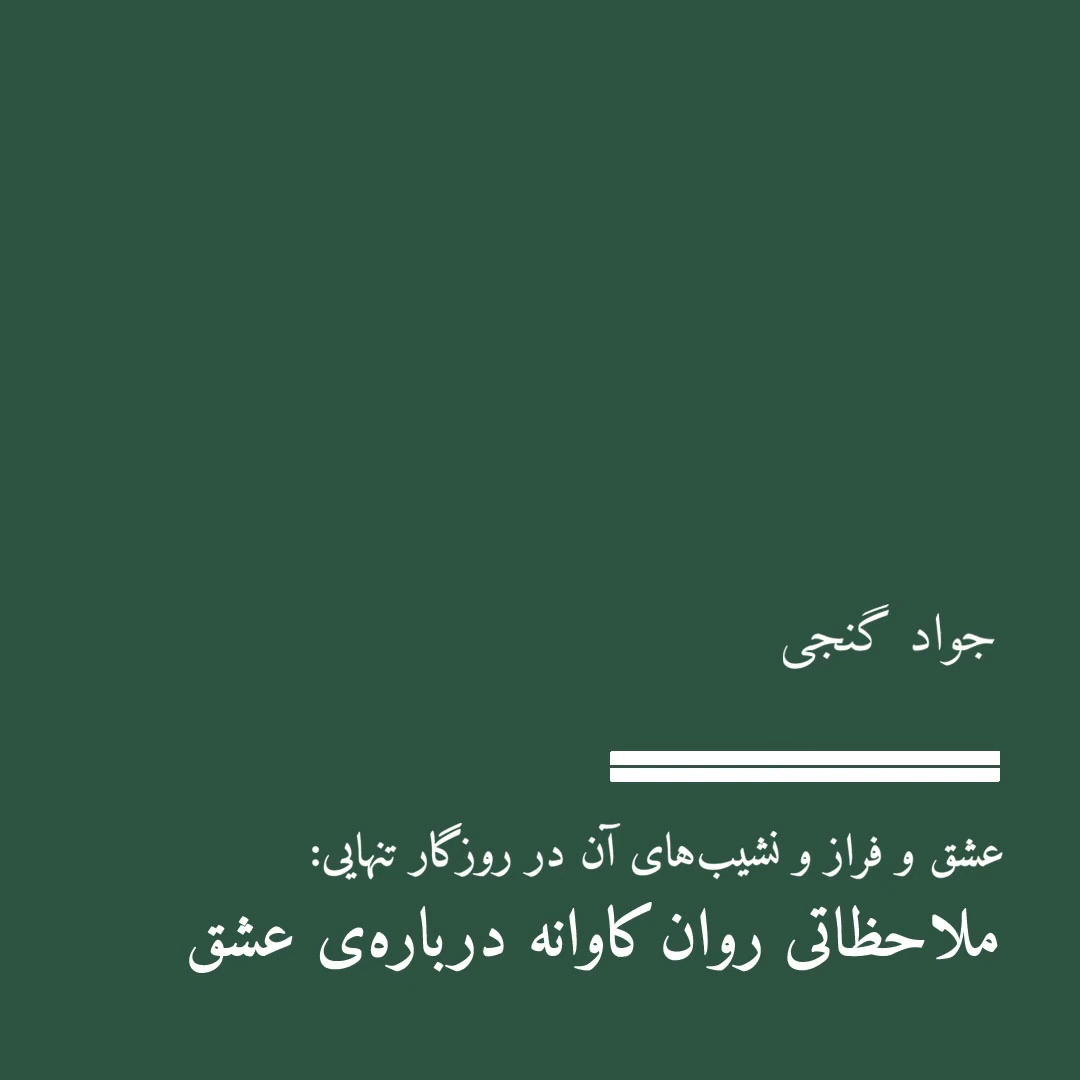 جواد گنجی
عشق و فراز و نشیب‌های آن در روزگار تنهایی:
ملاحظاتی روان‌کاوانه درباره‌ی عشق